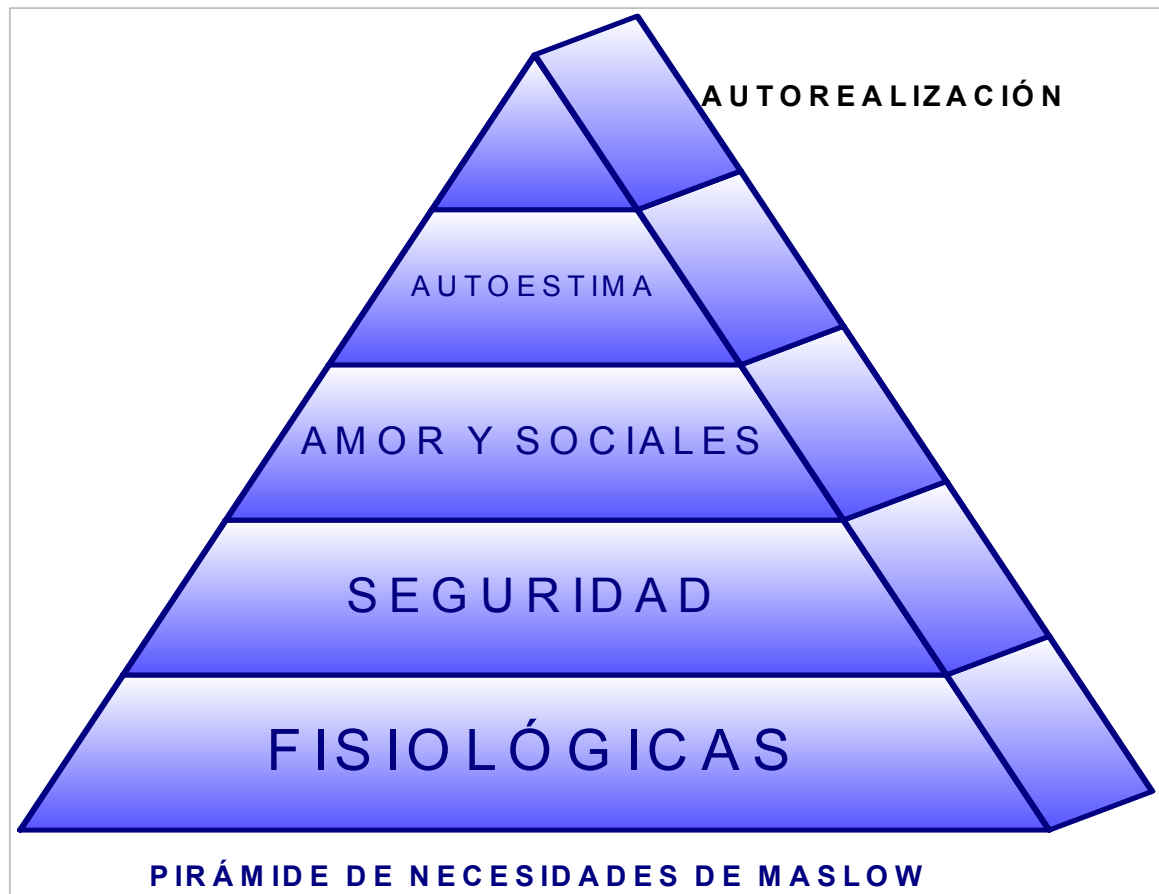 AUTOREALIZACIÓN
AUTOESTIMA
AMOR Y SOCIALES
SEGURIDAD
FISIOLÓGICAS
PIRÁMIDE DE NECESIDADES DE MASLOW